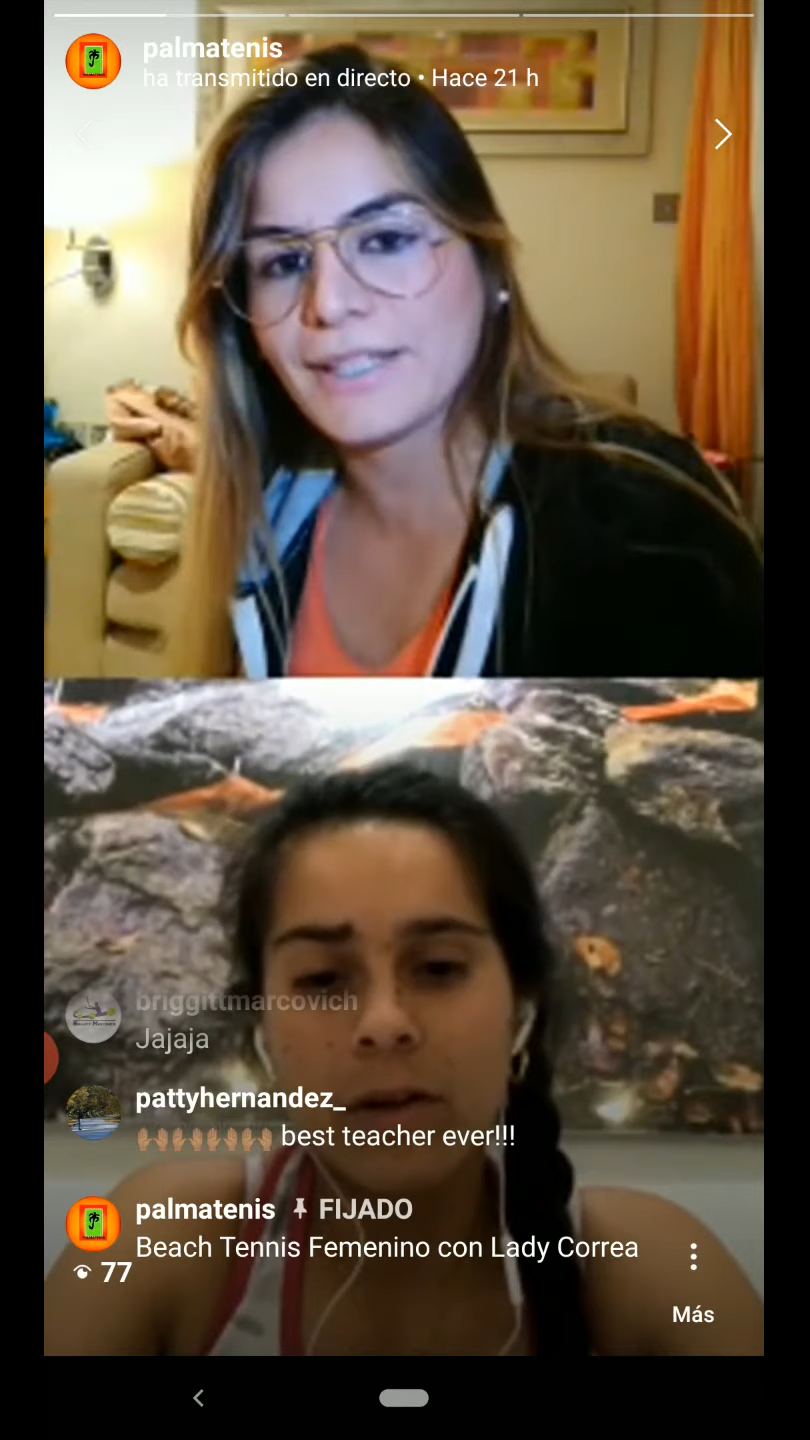 palmatenis
ha transmitido en directo • Hace 21 h
briggittmarcovich
Jajaja
pattyhernandez_
🙌🏽🙌🏽🙌🏽 best teacher ever!!!
palmatenis FIJADO
Beach Tennis Femenino con Lady Correa
77
Más